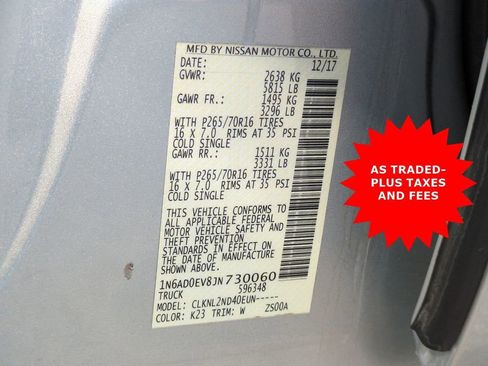 MFD BY NISSAN MOTOR CO., LTD.
DATE: 12/17
GVWR: 2638 KG
5815 LB
GAWR FR.: 1495 KG
3296 LB
WITH P265/70R16 TIRES
16 x 7.0 RIMS AT 35 PSI
COLD SINGLE
GAWR RR.: 1511 KG
3331 LB
WITH P265/70R16 TIRES
16 x 7.0 RIMS AT 35 PSI
COLD SINGLE
THIS VEHICLE CONFORMS TO
ALL APPLICABLE FEDERAL
MOTOR VEHICLE SAFETY AND
THEFT PREVENTION
STANDARDS IN EFFECT ON
THE DATE OF MANUFACTURE
SHOWN ABOVE.
1N6AD0EV8JN730060
TRUCK 596348
MODEL: CLKNL2ND40EUN-----
COLOR: K23 TRIM: W ZS00A
AS TRADED-
PLUS TAXES
AND FEES